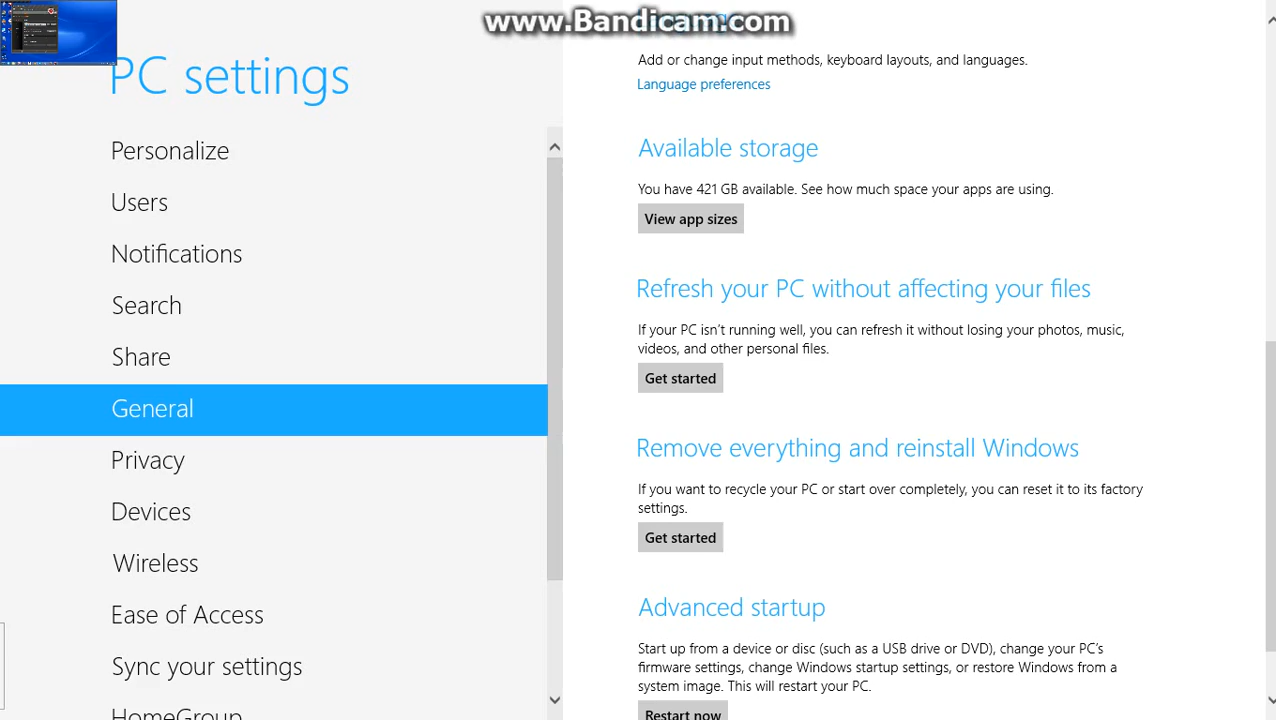 www.Bandicam.com
PC settings
Personalize
Users
Notifications
Search
Share
General
Privacy
Devices
Wireless
Ease of Access
Sync your settings
HomeGroup
Add or change input methods, keyboard layouts, and languages.
Language preferences
Available storage
You have 421 GB available. See how much space your apps are using.
View app sizes
Refresh your PC without affecting your files
If your PC isn't running well, you can refresh it without losing your photos, music,
videos, and other personal files.
Get started
Remove everything and reinstall Windows
If you want to recycle your PC or start over completely, you can reset it to its factory
settings.
Get started
Advanced startup
Start up from a device or disc (such as a USB drive or DVD), change your PC's
firmware settings, change Windows startup settings, or restore Windows from a
system image. This will restart your PC.
Restart now